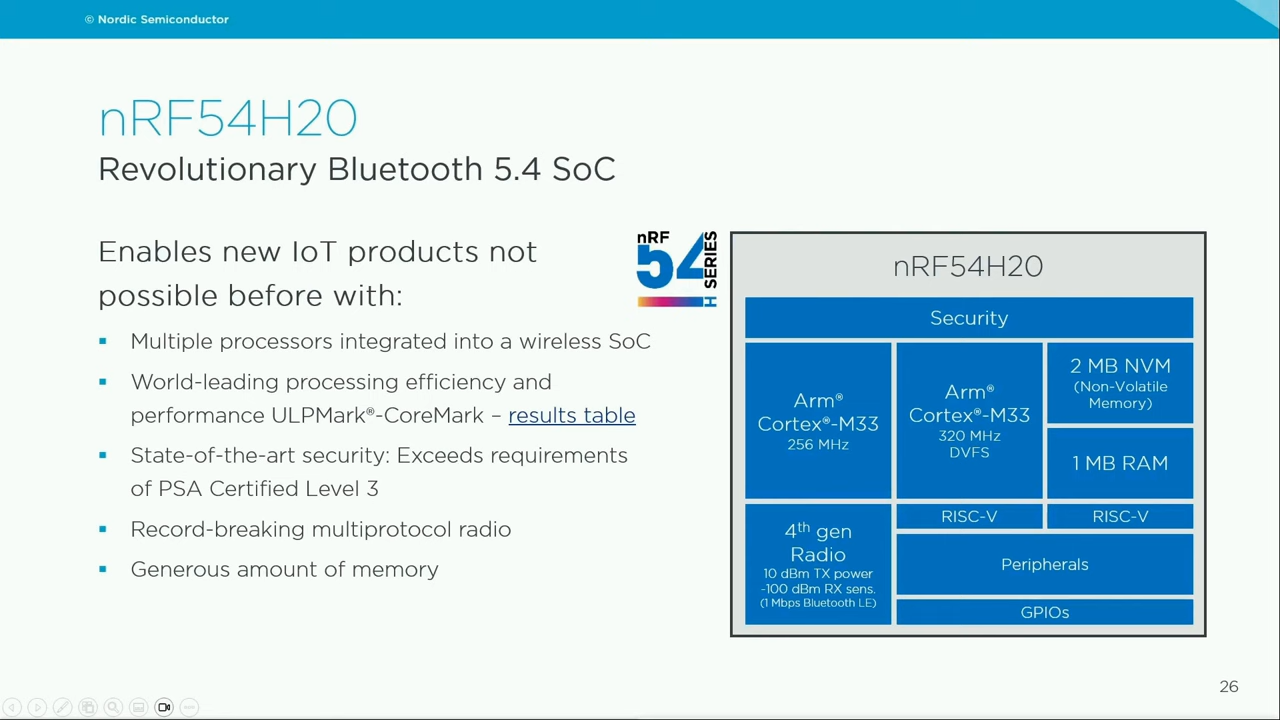 © Nordic Semiconductor
nRF54H20
Revolutionary Bluetooth 5.4 SoC
Enables new IoT products not
possible before with:
▪ Multiple processors integrated into a wireless SoC
▪ World-leading processing efficiency and
performance ULPMark®-CoreMark – results table
▪ State-of-the-art security: Exceeds requirements
of PSA Certified Level 3
▪ Record-breaking multiprotocol radio
▪ Generous amount of memory
nRF
54
H SERIES
nRF54H20
Security
Arm®
Cortex®-M33
256 MHz
Arm®
Cortex®-M33
320 MHz
DVFS
2 MB NVM
(Non-Volatile
Memory)
1 MB RAM
4th gen
Radio
10 dBm TX power
-100 dBm RX sens.
(1 Mbps Bluetooth LE)
RISC-V
RISC-V
Peripherals
GPIOs
26